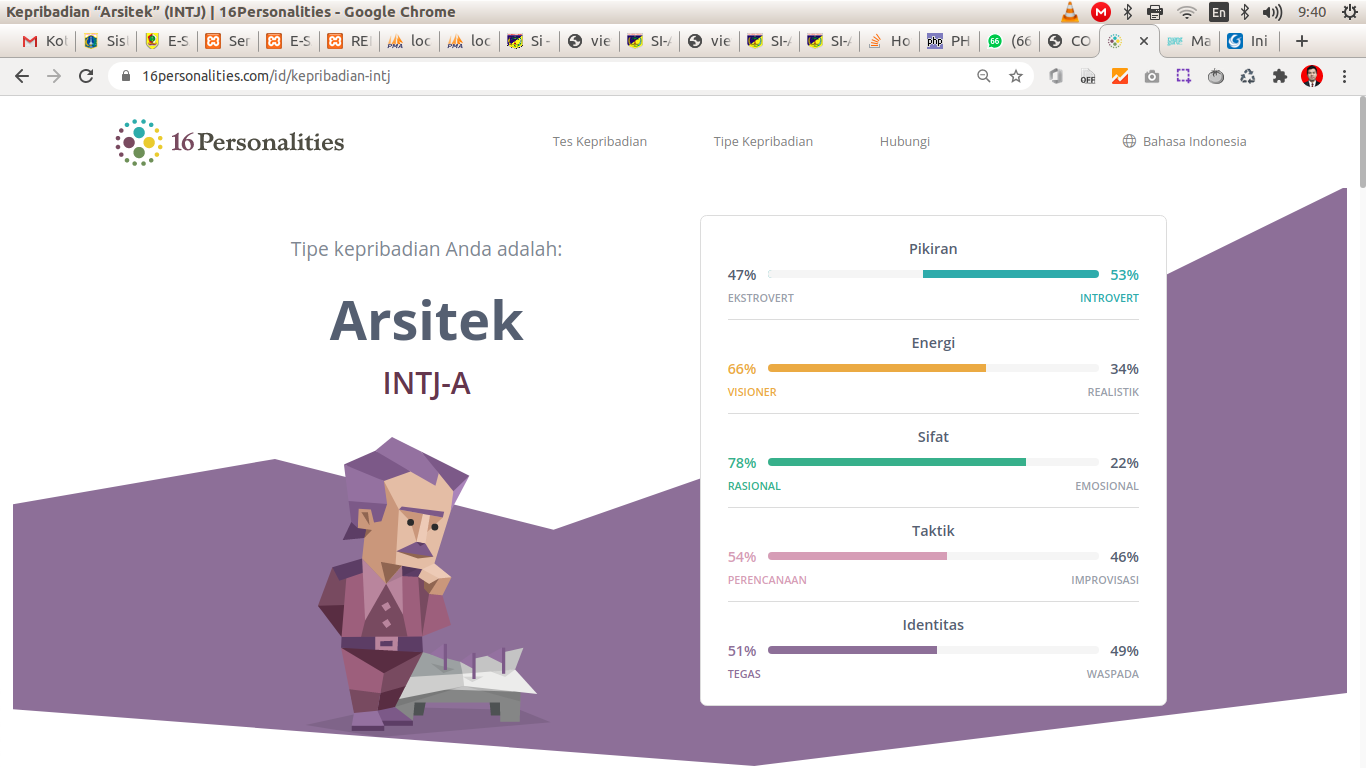 Kepribadian “Arsitek” (INTJ) | 16Personalities - Google Chrome
En
9:40
Kol
Sis
E-S
Ser
E-S
REI
loc
loc
Si -
vie
SI-A
vie
SI-A
SI-A
Ho
PH
(66
CO
Ma
Ini
16personalities.com/id/kepribadian-intj
OFF
16Personalities
Tes Kepribadian
Tipe Kepribadian
Hubungi
Bahasa Indonesia
Tipe kepribadian Anda adalah:
Arsitek
INTJ-A
Pikiran
47% 53%
EKSTROVERT INTROVERT
Energi
66% 34%
VISIONER REALISTIK
Sifat
78% 22%
RASIONAL EMOSIONAL
Taktik
54% 46%
PERENCANAAN IMPROVISASI
Identitas
51% 49%
TEGAS WASPADA